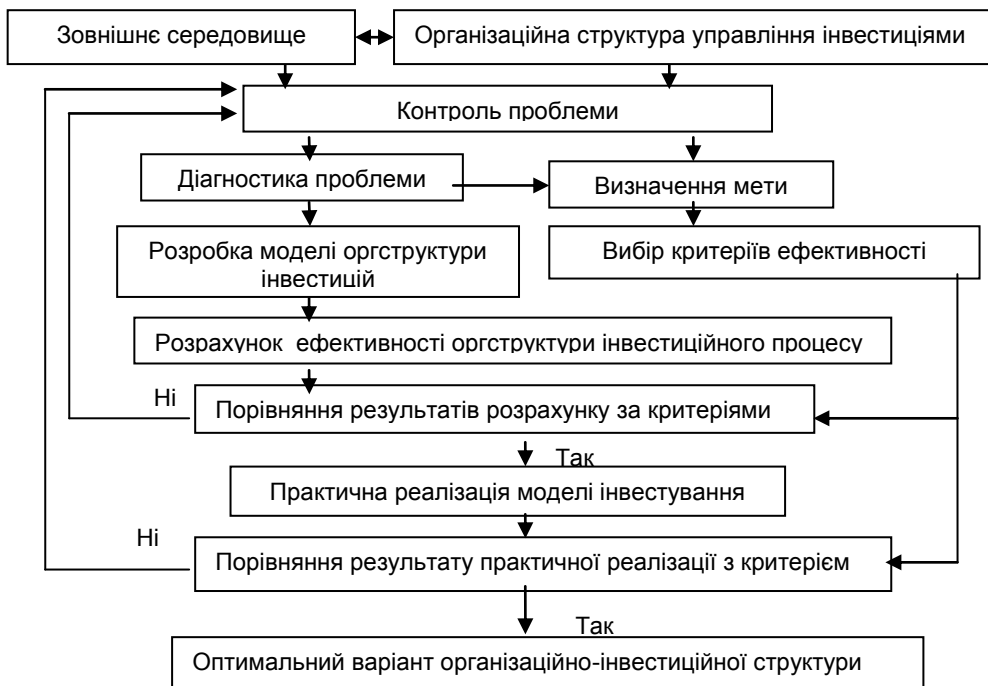 Зовнішнє середовище
Організаційна структура управління інвестиціями
Контроль проблеми
Діагностика проблеми
Визначення мети
Розробка моделі оргструктури
інвестицій
Вибір критеріїв ефективності
Розрахунок ефективності оргструктури інвестиційного процесу
Ні
Порівняння результатів розрахунку за критеріями
Так
Практична реалізація моделі інвестування
Ні
Порівняння результату практичної реалізації з критерієм
Так
Оптимальний варіант організаційно-інвестиційної структури